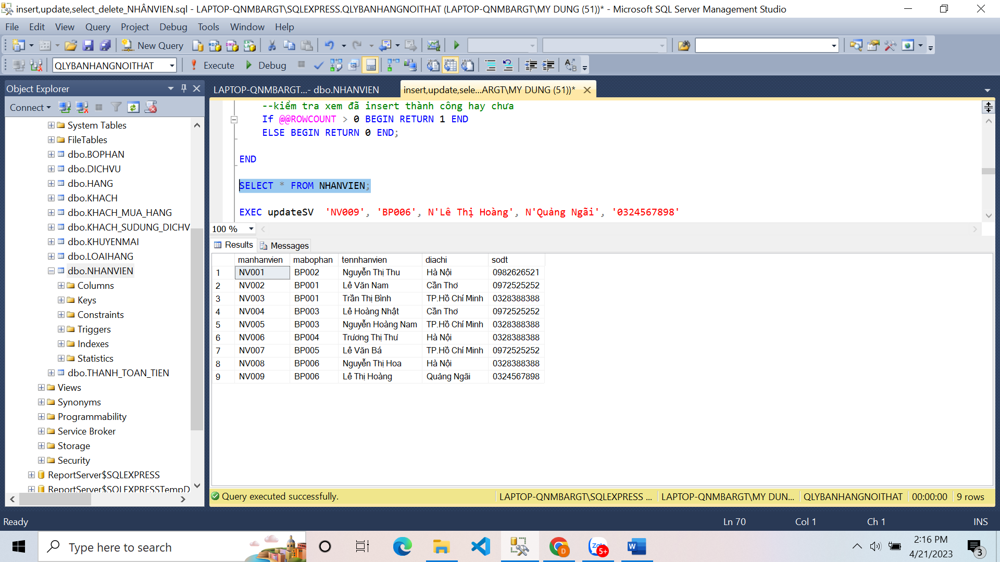 insert,update,select_delete_NHÂNVIEN.sql - LAPTOP-QNMBARGT\SQLEXPRESS.QLYBANHANGNOITHAT (LAPTOP-QNMBARGT\MY DUNG (51))* - Microsoft SQL Server Management Studio
File Edit View Query Project Debug Tools Window Help
New Query
QLYBANHANGNOITHAT Execute Debug
Object Explorer
Connect
System Tables
FileTables
dbo.BOPHAN
dbo.DICHVU
dbo.HANG
dbo.KHACH
dbo.KHACH_MUA_HANG
dbo.KHACH_SUDUNG_DICHV
dbo.KHUYENMAI
dbo.LOAIHANG
dbo.NHANVIEN
Columns
Keys
Constraints
Triggers
Indexes
Statistics
dbo.THANH_TOAN_TIEN
Views
Synonyms
Programmability
Service Broker
Storage
Security
ReportServer$SQLEXPRESS
ReportServer$SQLEXPRESSTempD
LAPTOP-QNMBARGT...- dbo.NHANVIEN
insert,update,sele...ARGT\MY DUNG (51))*
--kiểm tra xem đã insert thành công hay chưa
If @@ROWCOUNT > 0 BEGIN RETURN 1 END
ELSE BEGIN RETURN 0 END;
END
SELECT * FROM NHANVIEN;
EXEC updateSV 'NV009', 'BP006', N'Lê Thị Hoàng', N'Quảng Ngãi', '0324567898'
100 %
Results Messages
manhanvien mabophan tennhanvien diachi sodt
1 NV001 BP002 Nguyễn Thị Thu Hà Nội 0982626521
2 NV002 BP001 Lê Văn Nam Cần Thơ 0972525252
3 NV003 BP001 Trần Thị Bình TP.Hồ Chí Minh 0328388388
4 NV004 BP003 Lê Hoàng Nhật Cần Thơ 0972525252
5 NV005 BP003 Nguyễn Hoàng Nam TP.Hồ Chí Minh 0328388388
6 NV006 BP004 Trương Thị Thư Hà Nội 0328388388
7 NV007 BP005 Lê Văn Bá TP.Hồ Chí Minh 0972525252
8 NV008 BP006 Nguyễn Thị Hoa Hà Nội 0328388388
9 NV009 BP006 Lê Thị Hoàng Quảng Ngãi 0324567898
Query executed successfully. LAPTOP-QNMBARGT\SQLEXPRESS ... LAPTOP-QNMBARGT\MY DUN... QLYBANHANGNOITHAT 00:00:00 9 rows
Ready Ln 70 Col 1 Ch 1 INS
Type here to search
D
Zalo
5+
W
2:16 PM
4/21/2023
3